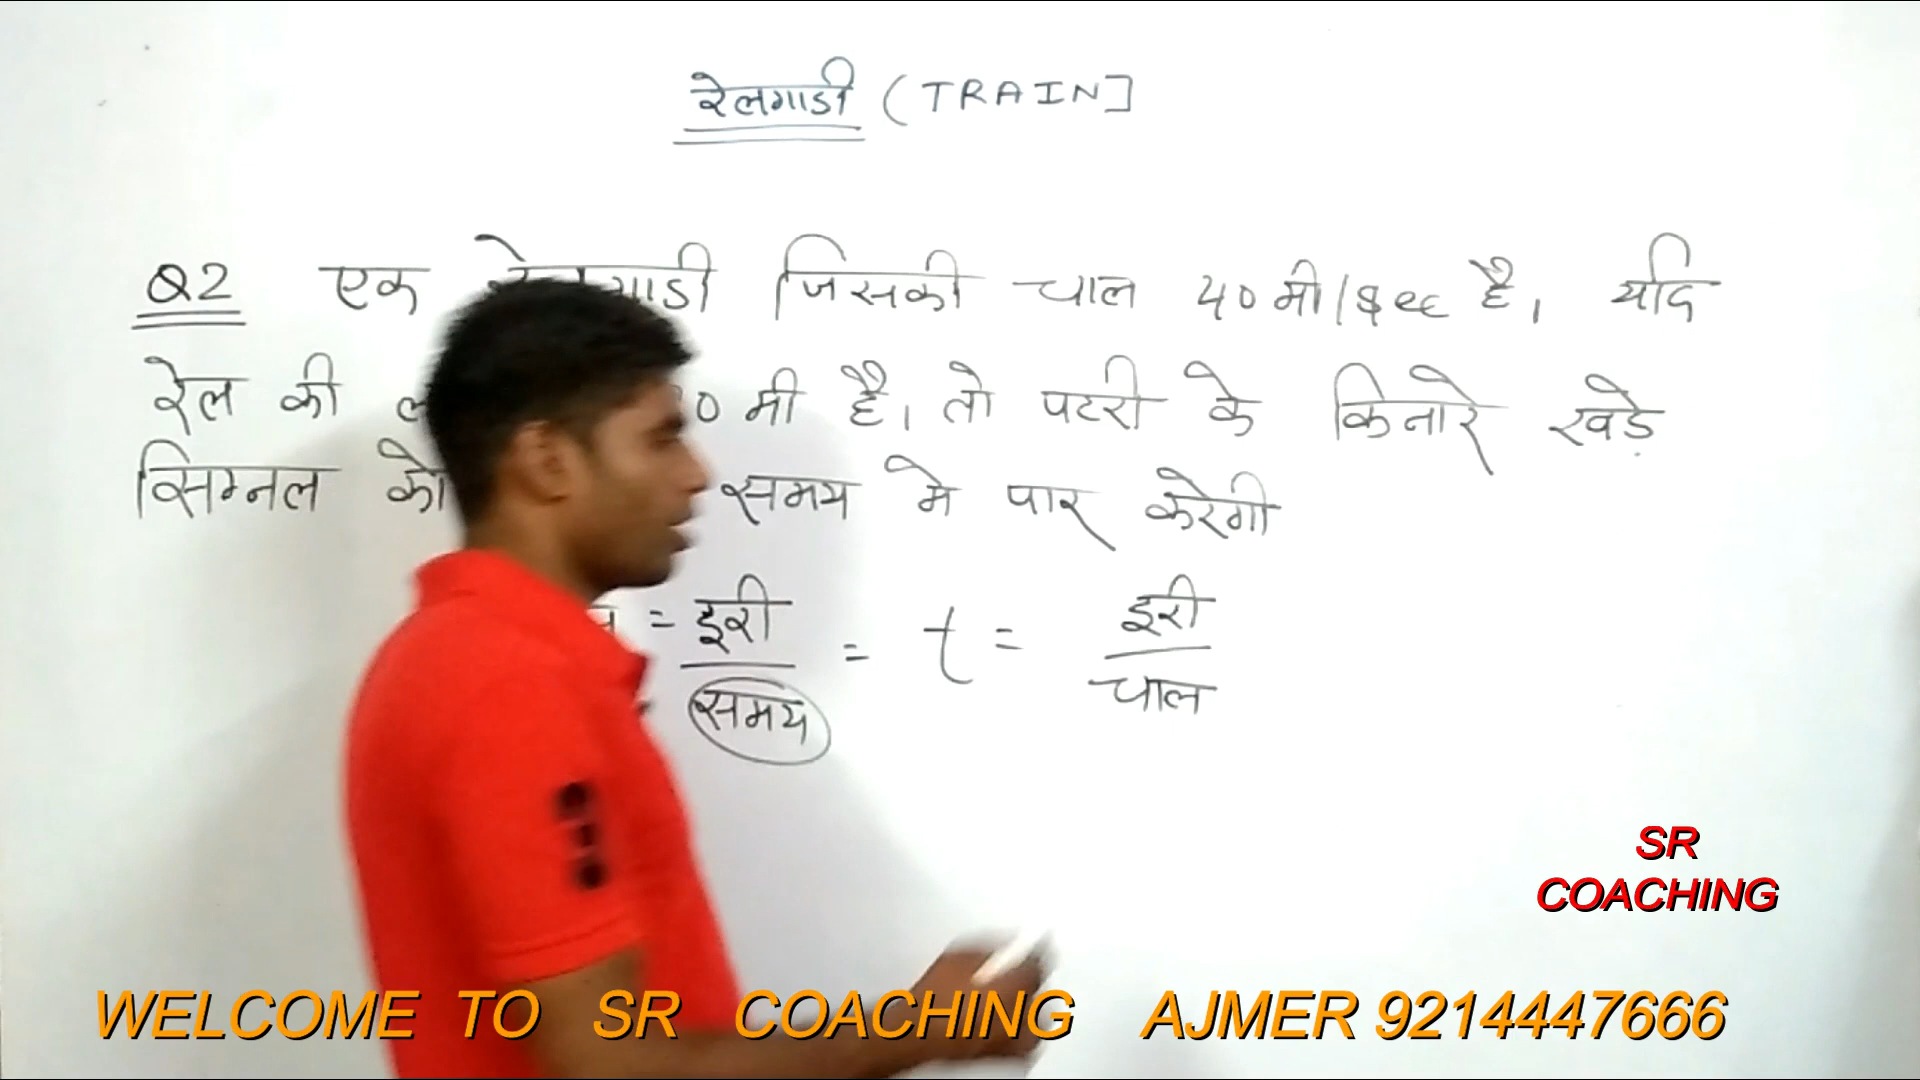 रेलगाडी (TRAIN]
Q2 एक जिसकी चाल 40 मी/sec है, यदि
रेल की मी है, तो पटरी के किनारे खड़े
सिग्नल को समय मे पार करेगी
= दूरी = t = दूरी
समय चाल
SR
COACHING
WELCOME TO SR COACHING AJMER 9214447666